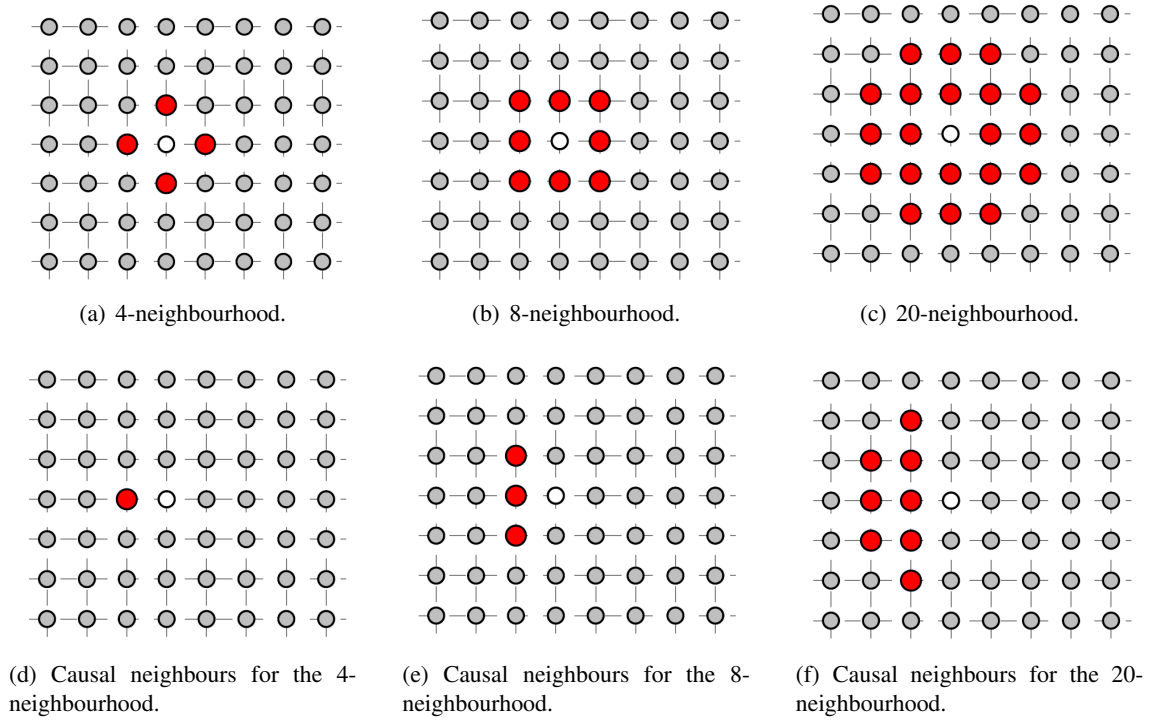 (a) 4-neighbourhood.
(b) 8-neighbourhood.
(c) 20-neighbourhood.
(d) Causal neighbours for the 4-
neighbourhood.
(e) Causal neighbours for the 8-
neighbourhood.
(f) Causal neighbours for the 20-
neighbourhood.